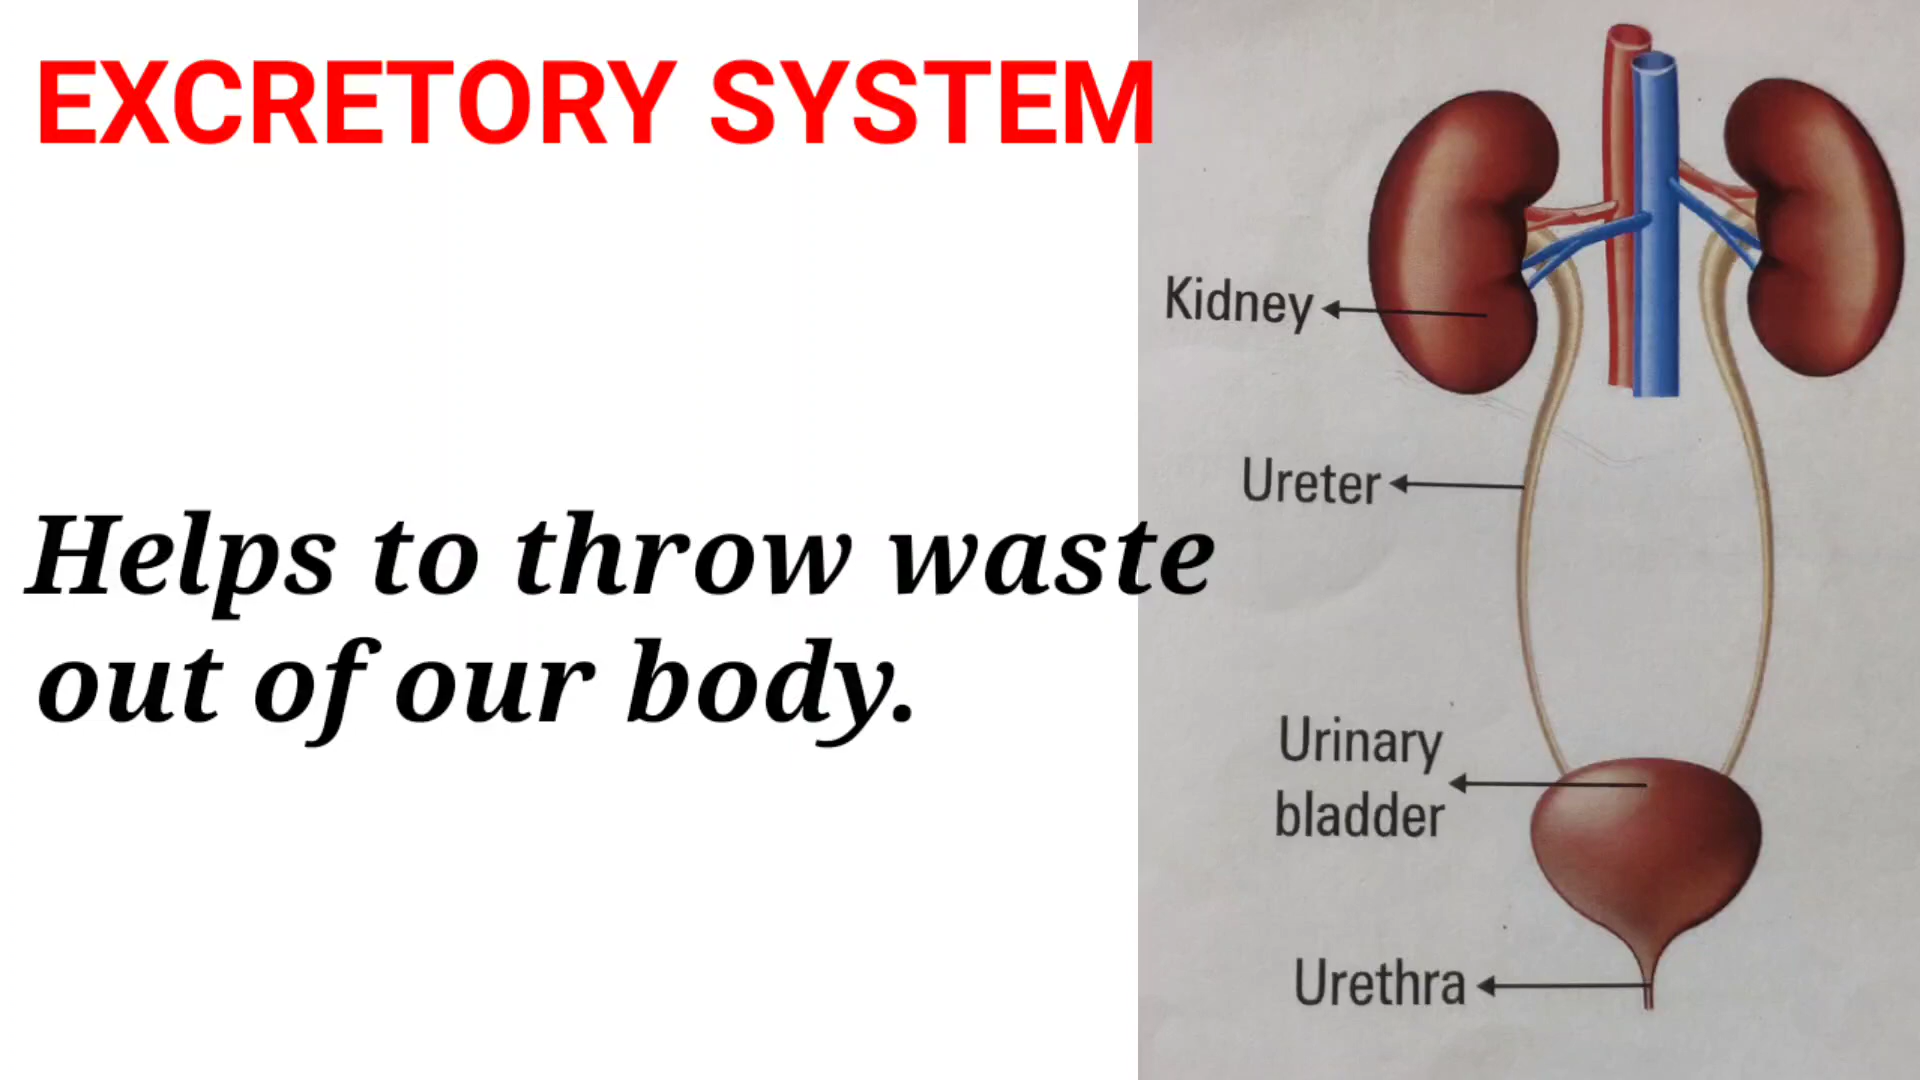 EXCRETORY SYSTEM
Helps to throw waste
out of our body.
Kidney
Ureter
Urinary
bladder
Urethra